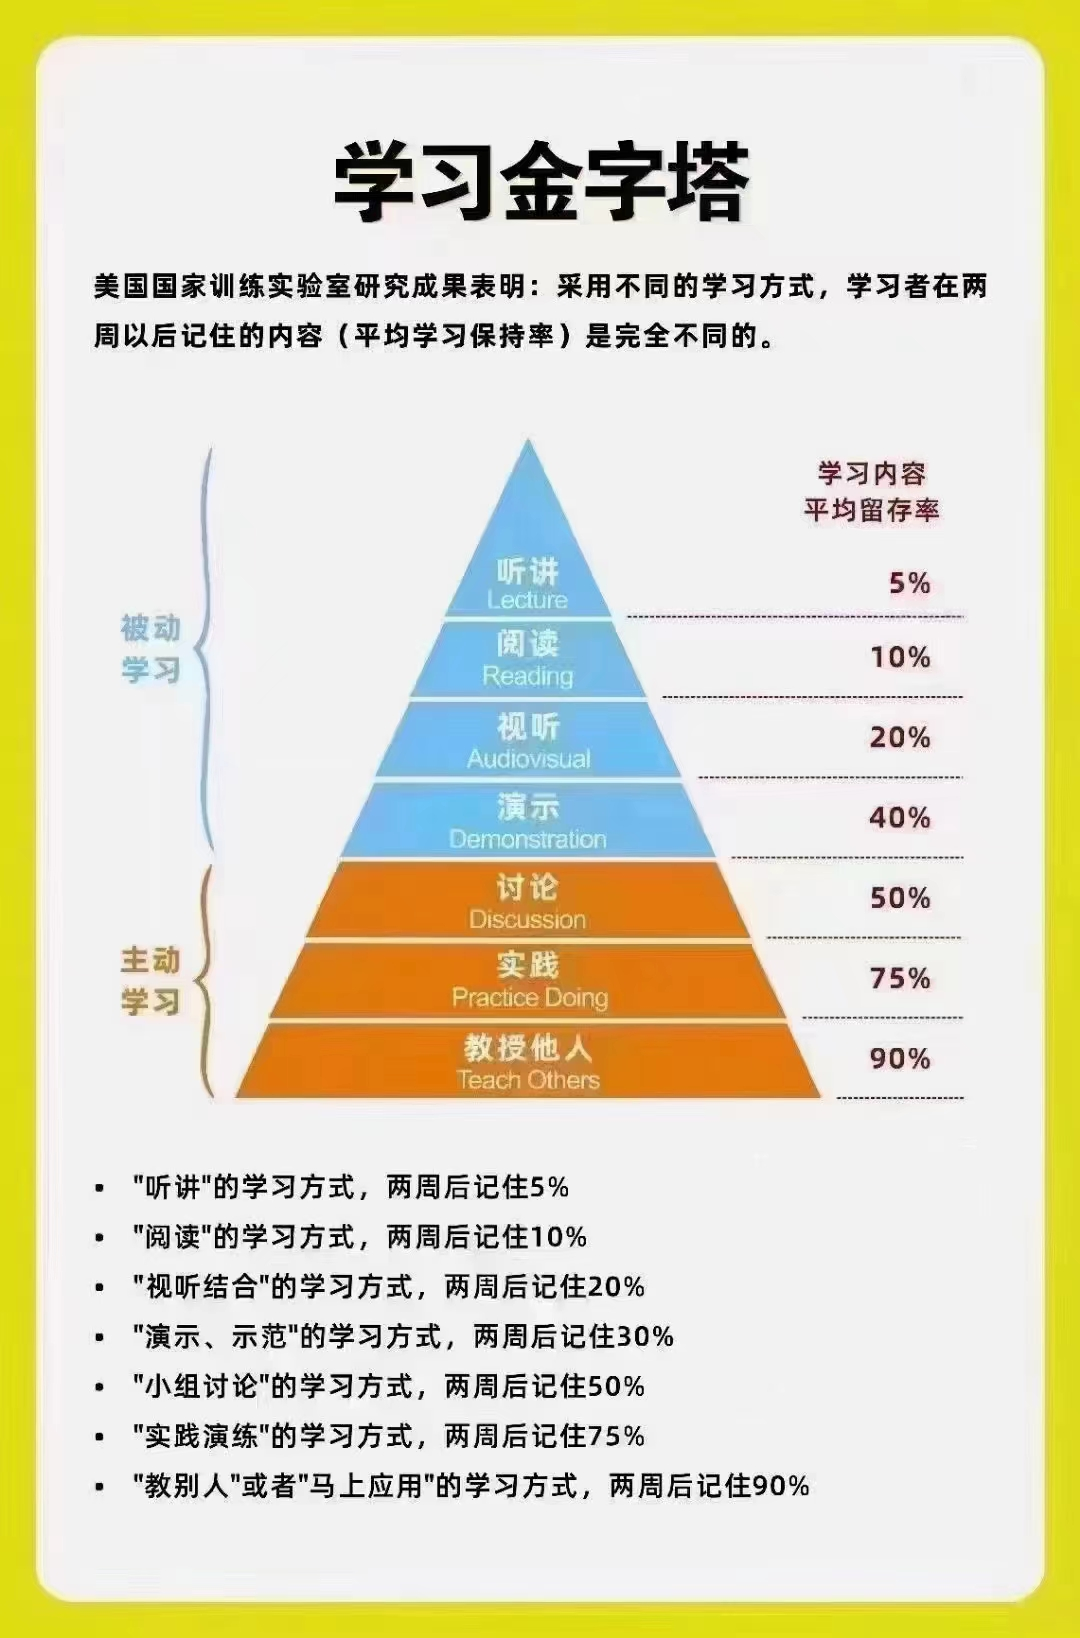 学习金字塔
美国国家训练实验室研究成果表明：采用不同的学习方式，学习者在两
周以后记住的内容（平均学习保持率）是完全不同的。
学习内容
平均留存率
被动
学习
听讲
Lecture
5%
阅读
Reading
10%
视听
Audiovisual
20%
演示
Demonstration
40%
主动
学习
讨论
Discussion
50%
实践
Practice Doing
75%
教授他人
Teach Others
90%
• "听讲"的学习方式，两周后记住5%
• "阅读"的学习方式，两周后记住10%
• "视听结合"的学习方式，两周后记住20%
• "演示、示范"的学习方式，两周后记住30%
• "小组讨论"的学习方式，两周后记住50%
• "实践演练"的学习方式，两周后记住75%
• "教别人"或者"马上应用"的学习方式，两周后记住90%